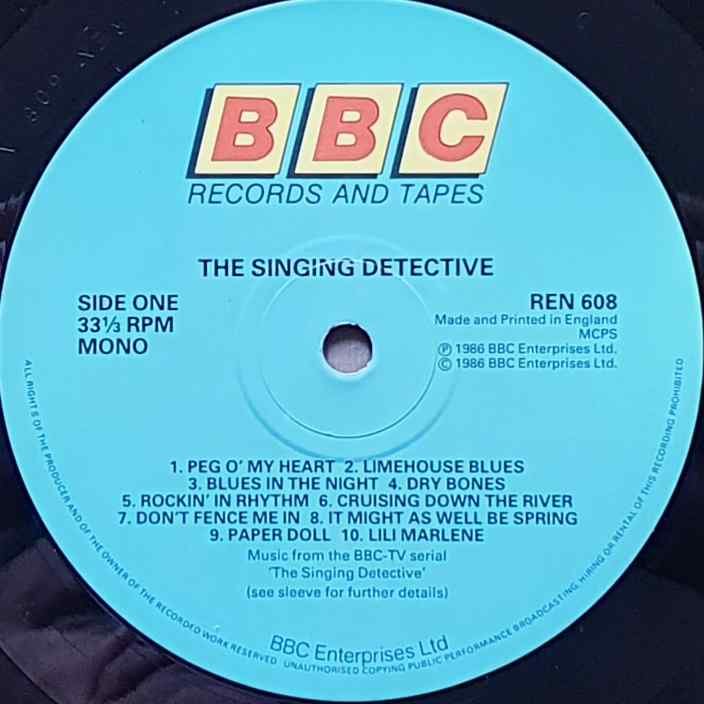 BBC
RECORDS AND TAPES
THE SINGING DETECTIVE
SIDE ONE
33⅓ RPM
MONO
REN 608
Made and Printed in England
MCPS
℗ 1986 BBC Enterprises Ltd.
© 1986 BBC Enterprises Ltd.
1. PEG O' MY HEART 2. LIMEHOUSE BLUES
3. BLUES IN THE NIGHT 4. DRY BONES
5. ROCKIN' IN RHYTHM 6. CRUISING DOWN THE RIVER
7. DON'T FENCE ME IN 8. IT MIGHT AS WELL BE SPRING
9. PAPER DOLL 10. LILI MARLENE
Music from the BBC-TV serial
'The Singing Detective'
(see sleeve for further details)
BBC Enterprises Ltd
ALL RIGHTS OF THE PRODUCER AND OF THE OWNER OF THE RECORDED WORK RESERVED UNAUTHORISED COPYING PUBLIC PERFORMANCE BROADCASTING HIRING OR RENTAL OF THIS RECORDING PROHIBITED